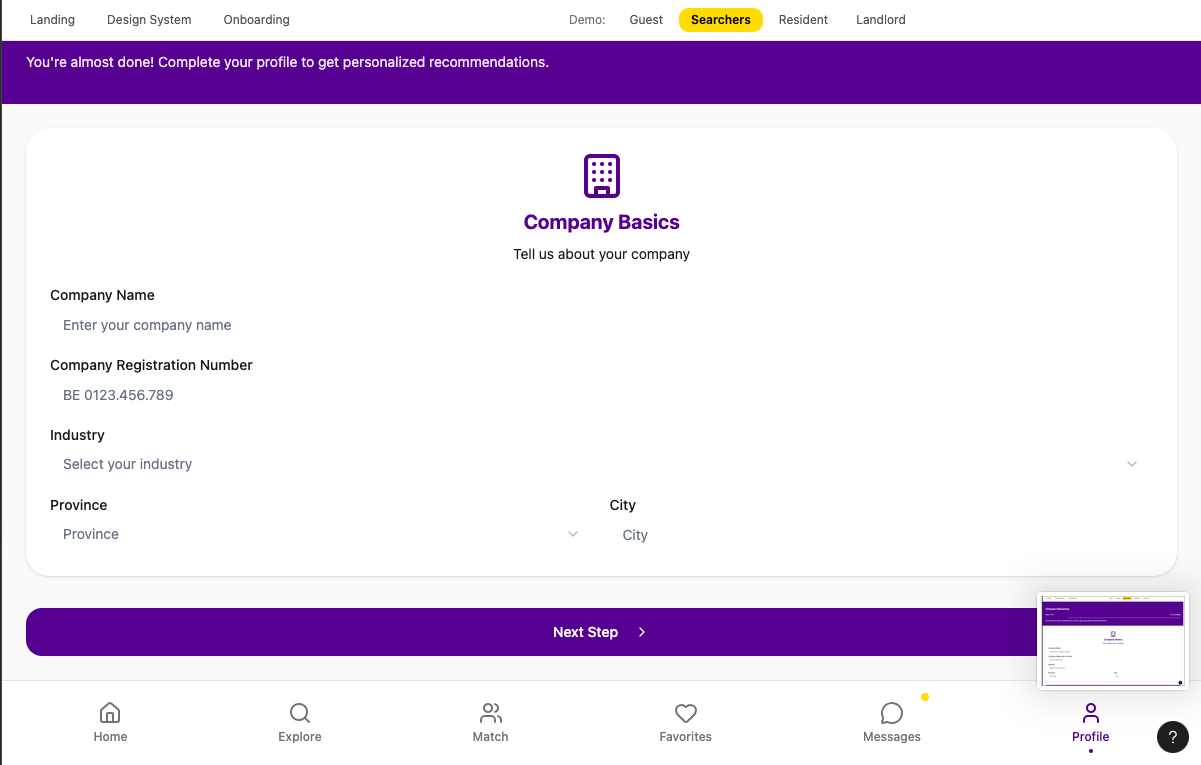 Landing Design System Onboarding Demo: Guest Searchers Resident Landlord
You're almost done! Complete your profile to get personalized recommendations.
Company Basics
Tell us about your company
Company Name
Enter your company name
Company Registration Number
BE 0123.456.789
Industry
Select your industry
Province City
Province City
Next Step
Home Explore Match Favorites Messages Profile
?